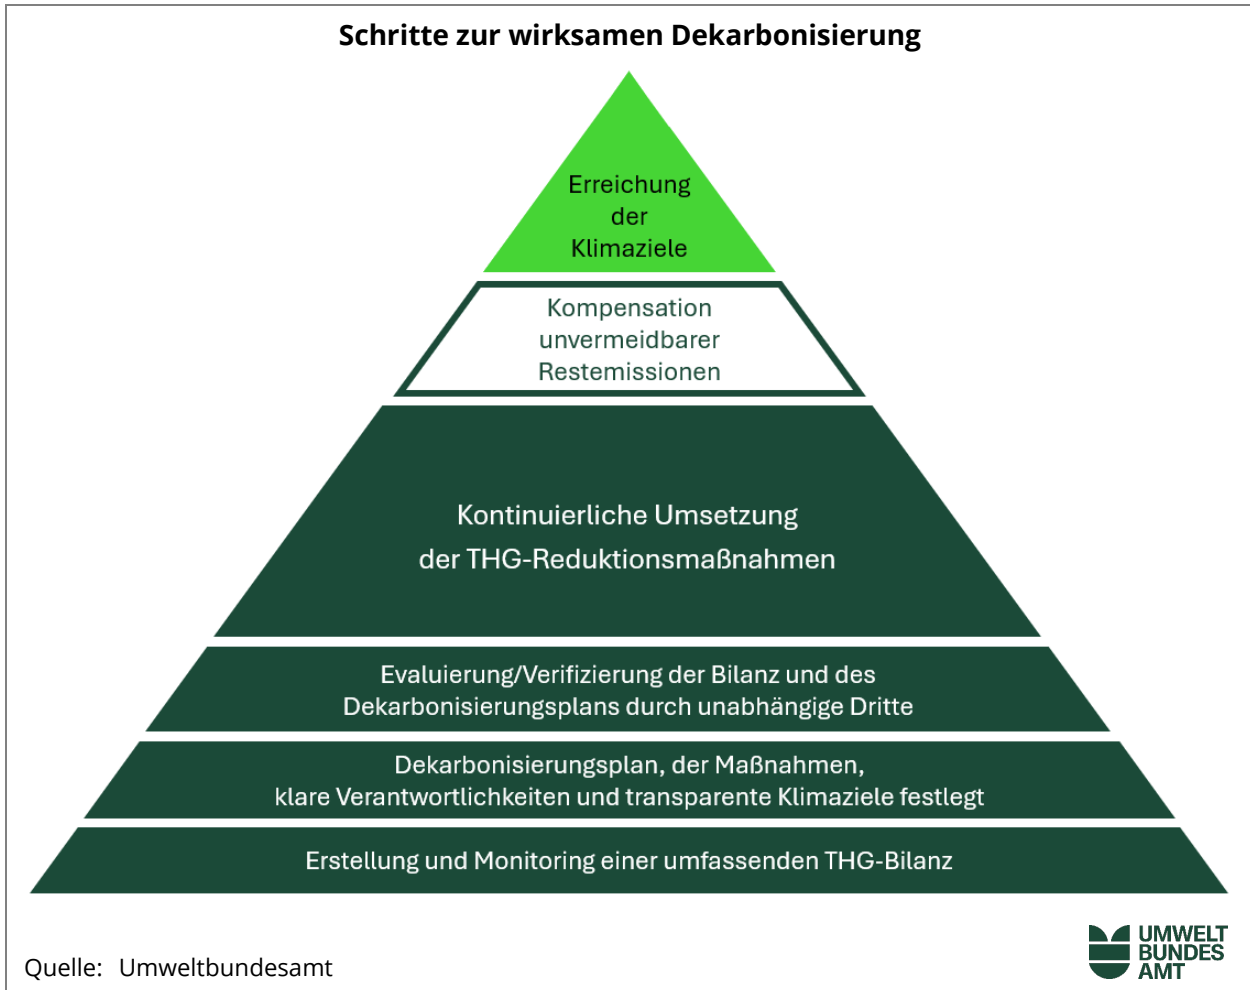 Schritte zur wirksamen Dekarbonisierung
Erreichung
der
Klimaziele
Kompensation
unvermeidbarer
Restemissionen
Kontinuierliche Umsetzung
der THG-Reduktionsmaßnahmen
Evaluierung/Verifizierung der Bilanz und des
Dekarbonisierungsplans durch unabhängige Dritte
Dekarbonisierungsplan, der Maßnahmen,
klare Verantwortlichkeiten und transparente Klimaziele festlegt
Erstellung und Monitoring einer umfassenden THG-Bilanz
Quelle: Umweltbundesamt
UMWELT
BUNDES
AMT